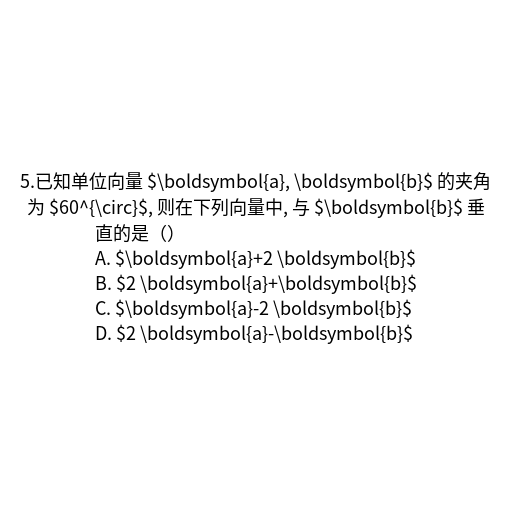 5.已知单位向量 $\boldsymbol{a}, \boldsymbol{b}$ 的夹角
为 $60^{\circ}$, 则在下列向量中, 与 $\boldsymbol{b}$ 垂
直的是（）
A. $\boldsymbol{a}+2 \boldsymbol{b}$
B. $2 \boldsymbol{a}+\boldsymbol{b}$
C. $\boldsymbol{a}-2 \boldsymbol{b}$
D. $2 \boldsymbol{a}-\boldsymbol{b}$